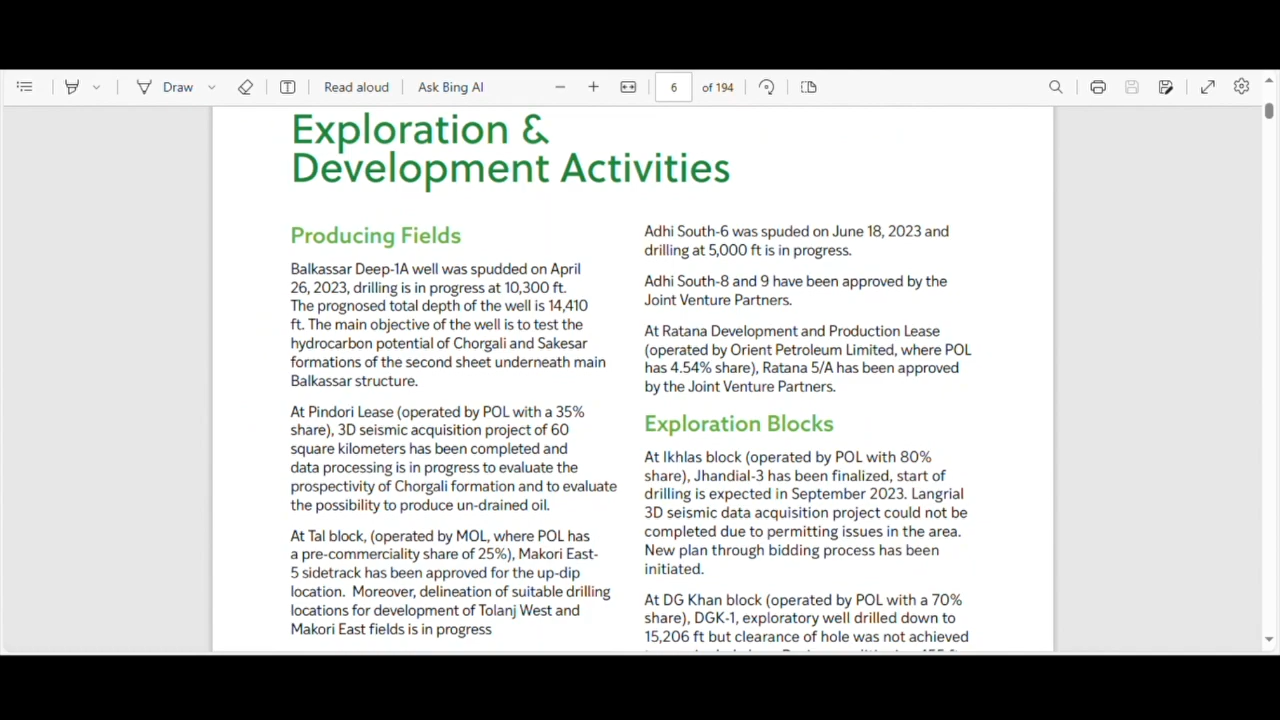 Draw
Read aloud
Ask Bing AI
6
of 194
Exploration &
Development Activities
Producing Fields
Balkassar Deep-1A well was spudded on April
26, 2023, drilling is in progress at 10,300 ft.
The prognosed total depth of the well is 14,410
ft. The main objective of the well is to test the
hydrocarbon potential of Chorgali and Sakesar
formations of the second sheet underneath main
Balkassar structure.
At Pindori Lease (operated by POL with a 35%
share), 3D seismic acquisition project of 60
square kilometers has been completed and
data processing is in progress to evaluate the
prospectivity of Chorgali formation and to evaluate
the possibility to produce un-drained oil.
At Tal block, (operated by MOL, where POL has
a pre-commerciality share of 25%), Makori East-
5 sidetrack has been approved for the up-dip
location. Moreover, delineation of suitable drilling
locations for development of Tolanj West and
Makori East fields is in progress
Adhi South-6 was spuded on June 18, 2023 and
drilling at 5,000 ft is in progress.
Adhi South-8 and 9 have been approved by the
Joint Venture Partners.
At Ratana Development and Production Lease
(operated by Orient Petroleum Limited, where POL
has 4.54% share), Ratana 5/A has been approved
by the Joint Venture Partners.
Exploration Blocks
At Ikhlas block (operated by POL with 80%
share), Jhandial-3 has been finalized, start of
drilling is expected in September 2023. Langrial
3D seismic data acquisition project could not be
completed due to permitting issues in the area.
New plan through bidding process has been
initiated.
At DG Khan block (operated by POL with a 70%
share), DGK-1, exploratory well drilled down to
15,206 ft but clearance of hole was not achieved